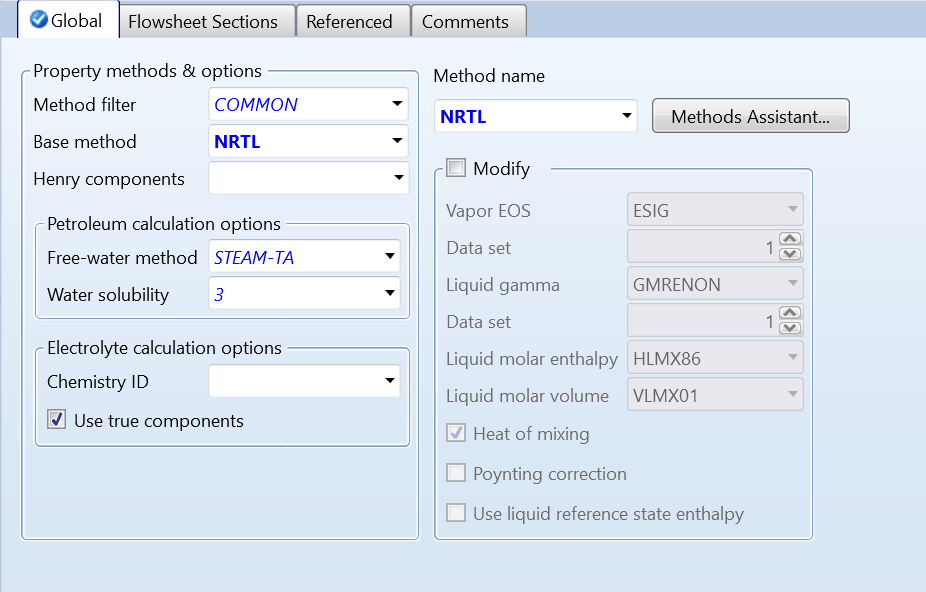 Global
Flowsheet Sections
Referenced
Comments
Property methods & options
Method filter
COMMON
Base method
NRTL
Henry components
Petroleum calculation options
Free-water method
STEAM-TA
Water solubility
3
Electrolyte calculation options
Chemistry ID
Use true components
Method name
NRTL
Methods Assistant...
Modify
Vapor EOS
ESIG
Data set
1
Liquid gamma
GMRENON
Data set
1
Liquid molar enthalpy
HLMX86
Liquid molar volume
VLMX01
Heat of mixing
Poynting correction
Use liquid reference state enthalpy